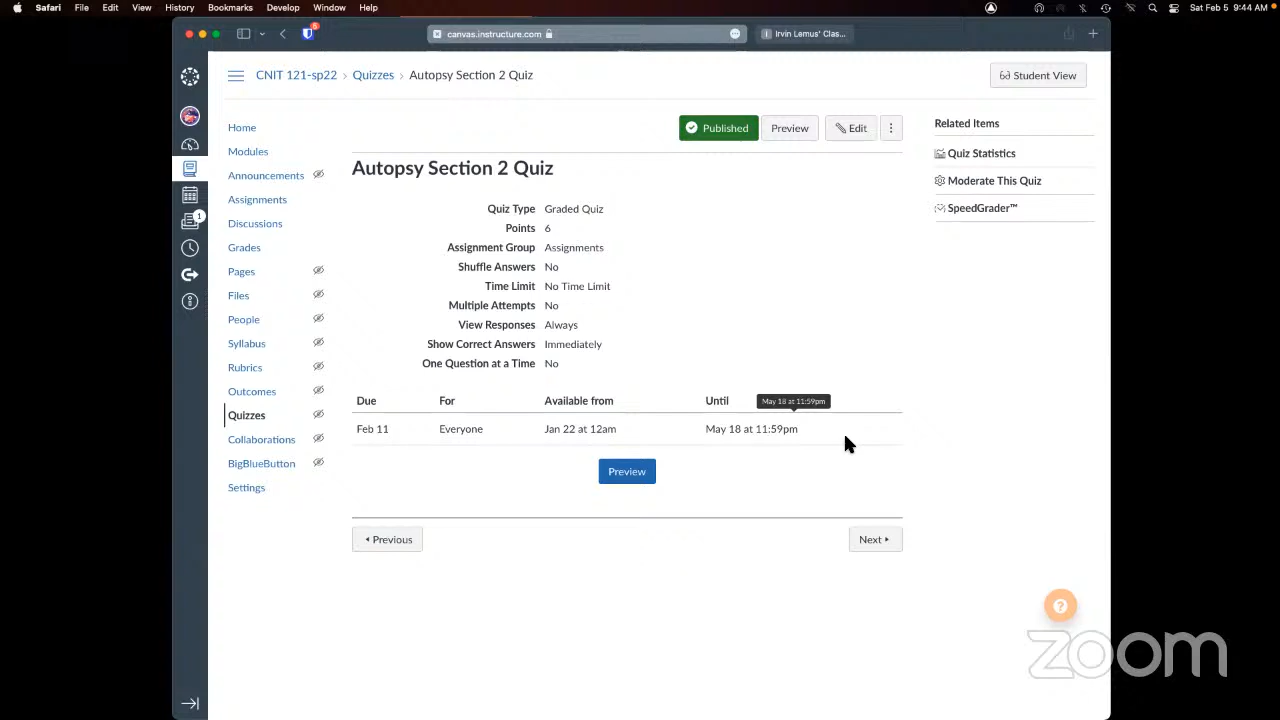 Safari File Edit View History Bookmarks Develop Window Help Sat Feb 5 9:44 AM
5
canvas.instructure.com
Irvin Lemus' Clas...
CNIT 121-sp22 › Quizzes › Autopsy Section 2 Quiz
Student View
Home
Modules
Announcements
Assignments
Discussions
Grades
Pages
Files
People
Syllabus
Rubrics
Outcomes
Quizzes
Collaborations
BigBlueButton
Settings
1
Published Preview Edit
Autopsy Section 2 Quiz
Quiz Type Graded Quiz
Points 6
Assignment Group Assignments
Shuffle Answers No
Time Limit No Time Limit
Multiple Attempts No
View Responses Always
Show Correct Answers Immediately
One Question at a Time No
Due For Available from Until
May 18 at 11:59pm
Feb 11 Everyone Jan 22 at 12am May 18 at 11:59pm
Preview
Previous Next
Related Items
Quiz Statistics
Moderate This Quiz
SpeedGrader™
?
zoom